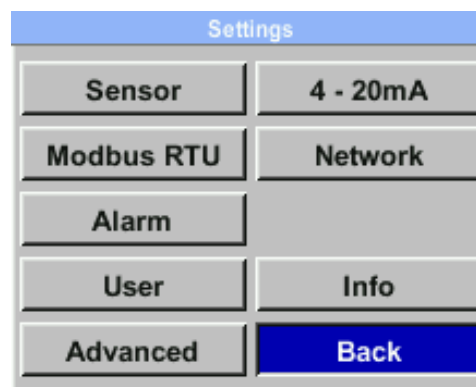 Settings
Sensor
4 - 20mA
Modbus RTU
Network
Alarm
User
Info
Advanced
Back